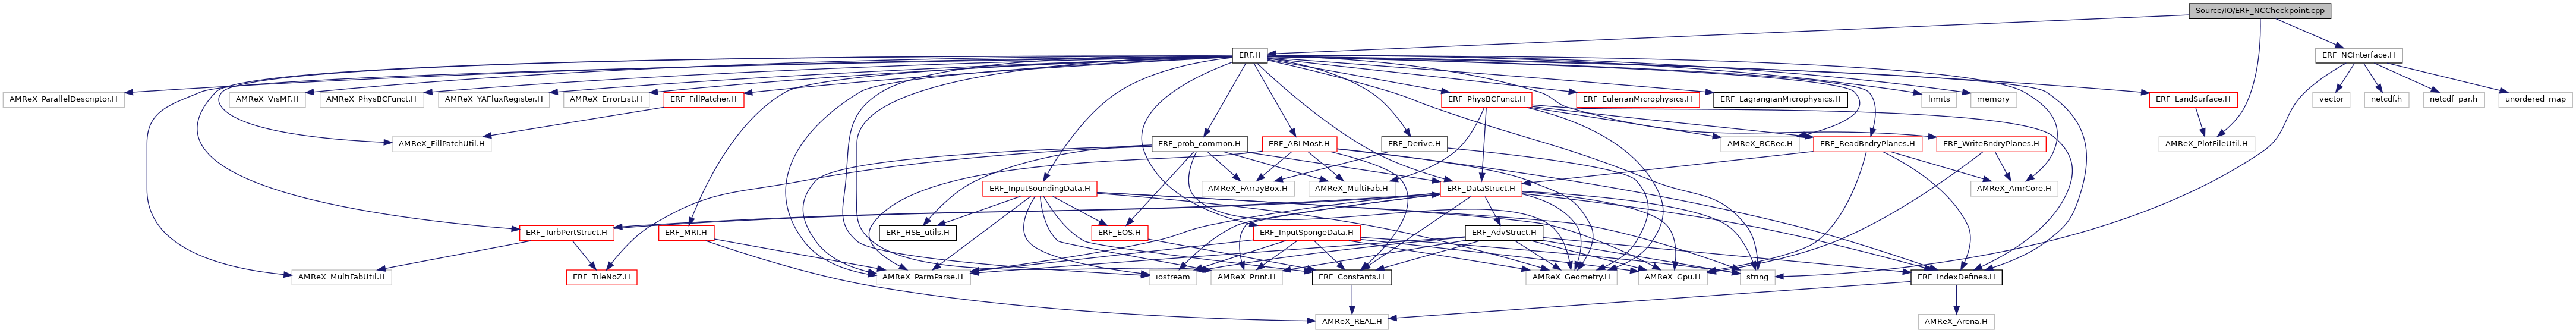 Source/IO/ERF_NCCheckpoint.cpp
ERF.H
ERF_NCInterface.H
AMReX_ParallelDescriptor.H
AMReX_VisMF.H
AMReX_PhysBCFunct.H
AMReX_YAFluxRegister.H
AMReX_ErrorList.H
ERF_FillPatcher.H
ERF_PhysBCFunct.H
ERF_EulerianMicrophysics.H
ERF_LagrangianMicrophysics.H
limits
memory
ERF_LandSurface.H
vector
netcdf.h
netcdf_par.h
unordered_map
AMReX_FillPatchUtil.H
ERF_prob_common.H
ERF_ABLMost.H
ERF_Derive.H
AMReX_BCRec.H
ERF_ReadBndryPlanes.H
ERF_WriteBndryPlanes.H
AMReX_PlotFileUtil.H
ERF_InputSoundingData.H
AMReX_FArrayBox.H
AMReX_MultiFab.H
ERF_DataStruct.H
AMReX_AmrCore.H
ERF_TurbPertStruct.H
ERF_MRI.H
ERF_HSE_utils.H
ERF_EOS.H
ERF_InputSpongeData.H
ERF_AdvStruct.H
AMReX_MultiFabUtil.H
ERF_TileNoZ.H
AMReX_ParmParse.H
iostream
AMReX_Print.H
ERF_Constants.H
AMReX_Geometry.H
AMReX_Gpu.H
string
ERF_IndexDefines.H
AMReX_REAL.H
AMReX_Arena.H